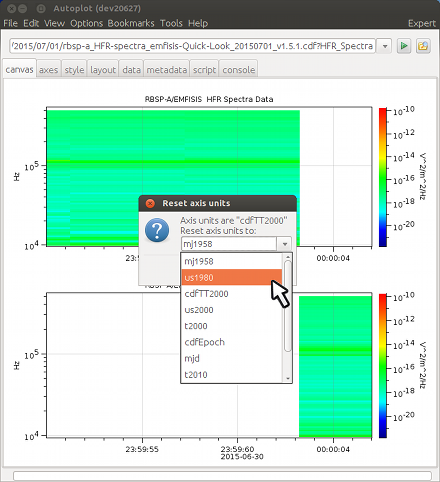 Autoplot (dev20627)
File Edit View Options Bookmarks Tools Help Expert
?/2015/07/01/rbsp-a_HFR-spectra_emfisis-Quick-Look_20150701_v1.5.1.cdf?HFR_Spectra
canvas axes style layout data metadata script console
RBSP-A/EMFISIS HFR Spectra Data
10^5
10^4
Hz
10^-10
10^-12
10^-14
10^-16
10^-18
10^-20
V^2/m^2/Hz
23:5
00:00:04
Reset axis units
Axis units are "cdfTT2000"
Reset axis units to:
mj1958
mj1958
us1980
cdfTT2000
us2000
t2000
cdfEpoch
mjd
t2010
RBSP-A/E
10^5
10^4
Hz
10^-10
10^-12
10^-14
10^-16
10^-18
10^-20
V^2/m^2/Hz
23:59:55 23:59:60 00:00:04
2015-06-30